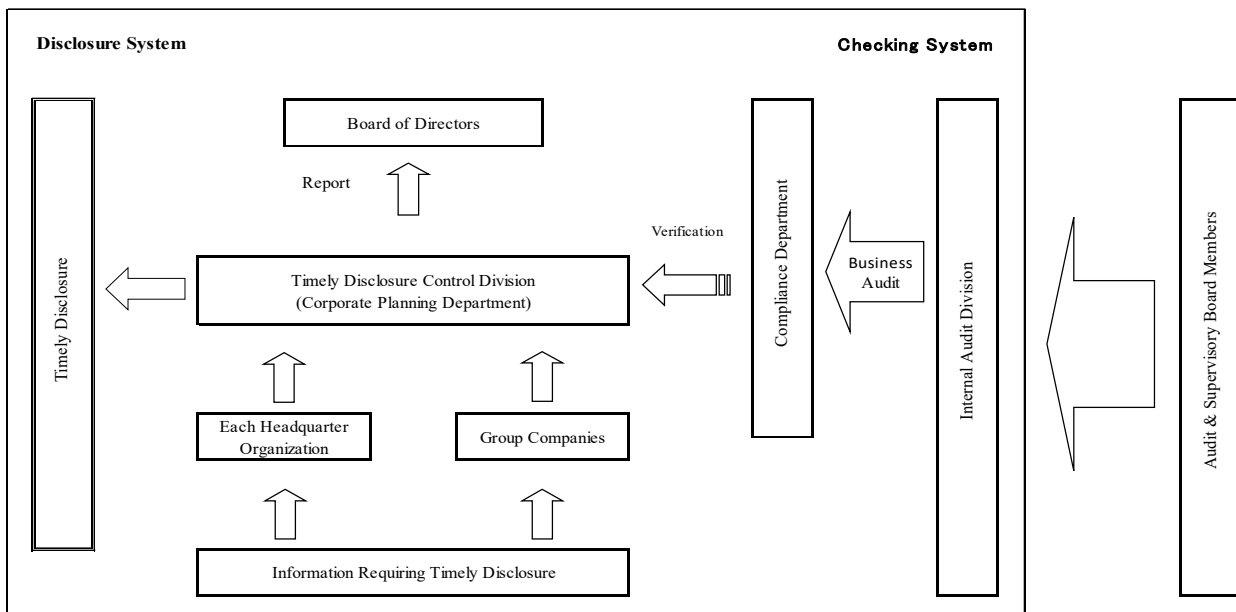 Disclosure System
Checking System
Timely Disclosure
Board of Directors
Report
Timely Disclosure Control Division
(Corporate Planning Department)
Verification
Compliance Department
Business
Audit
Internal Audit Division
Audit & Supervisory Board Members
Each Headquarter
Organization
Group Companies
Information Requiring Timely Disclosure